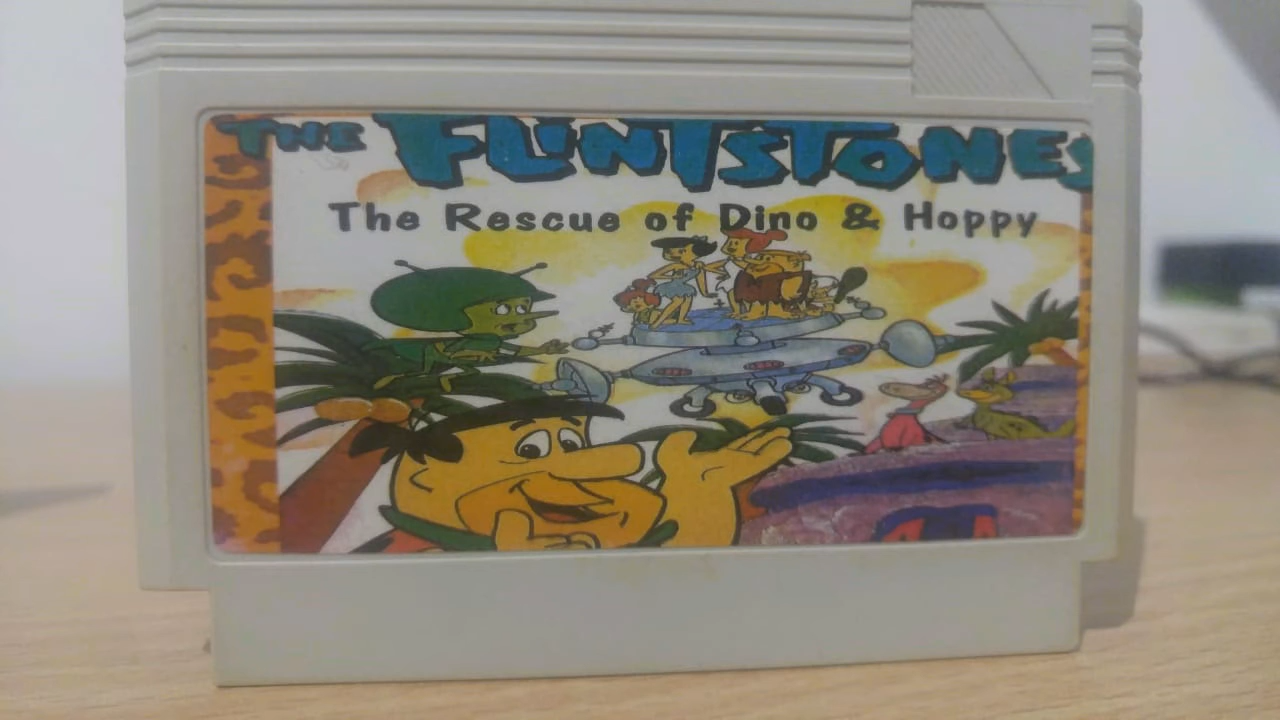 THE FLINTSTONES
The Rescue of Dino & Hoppy